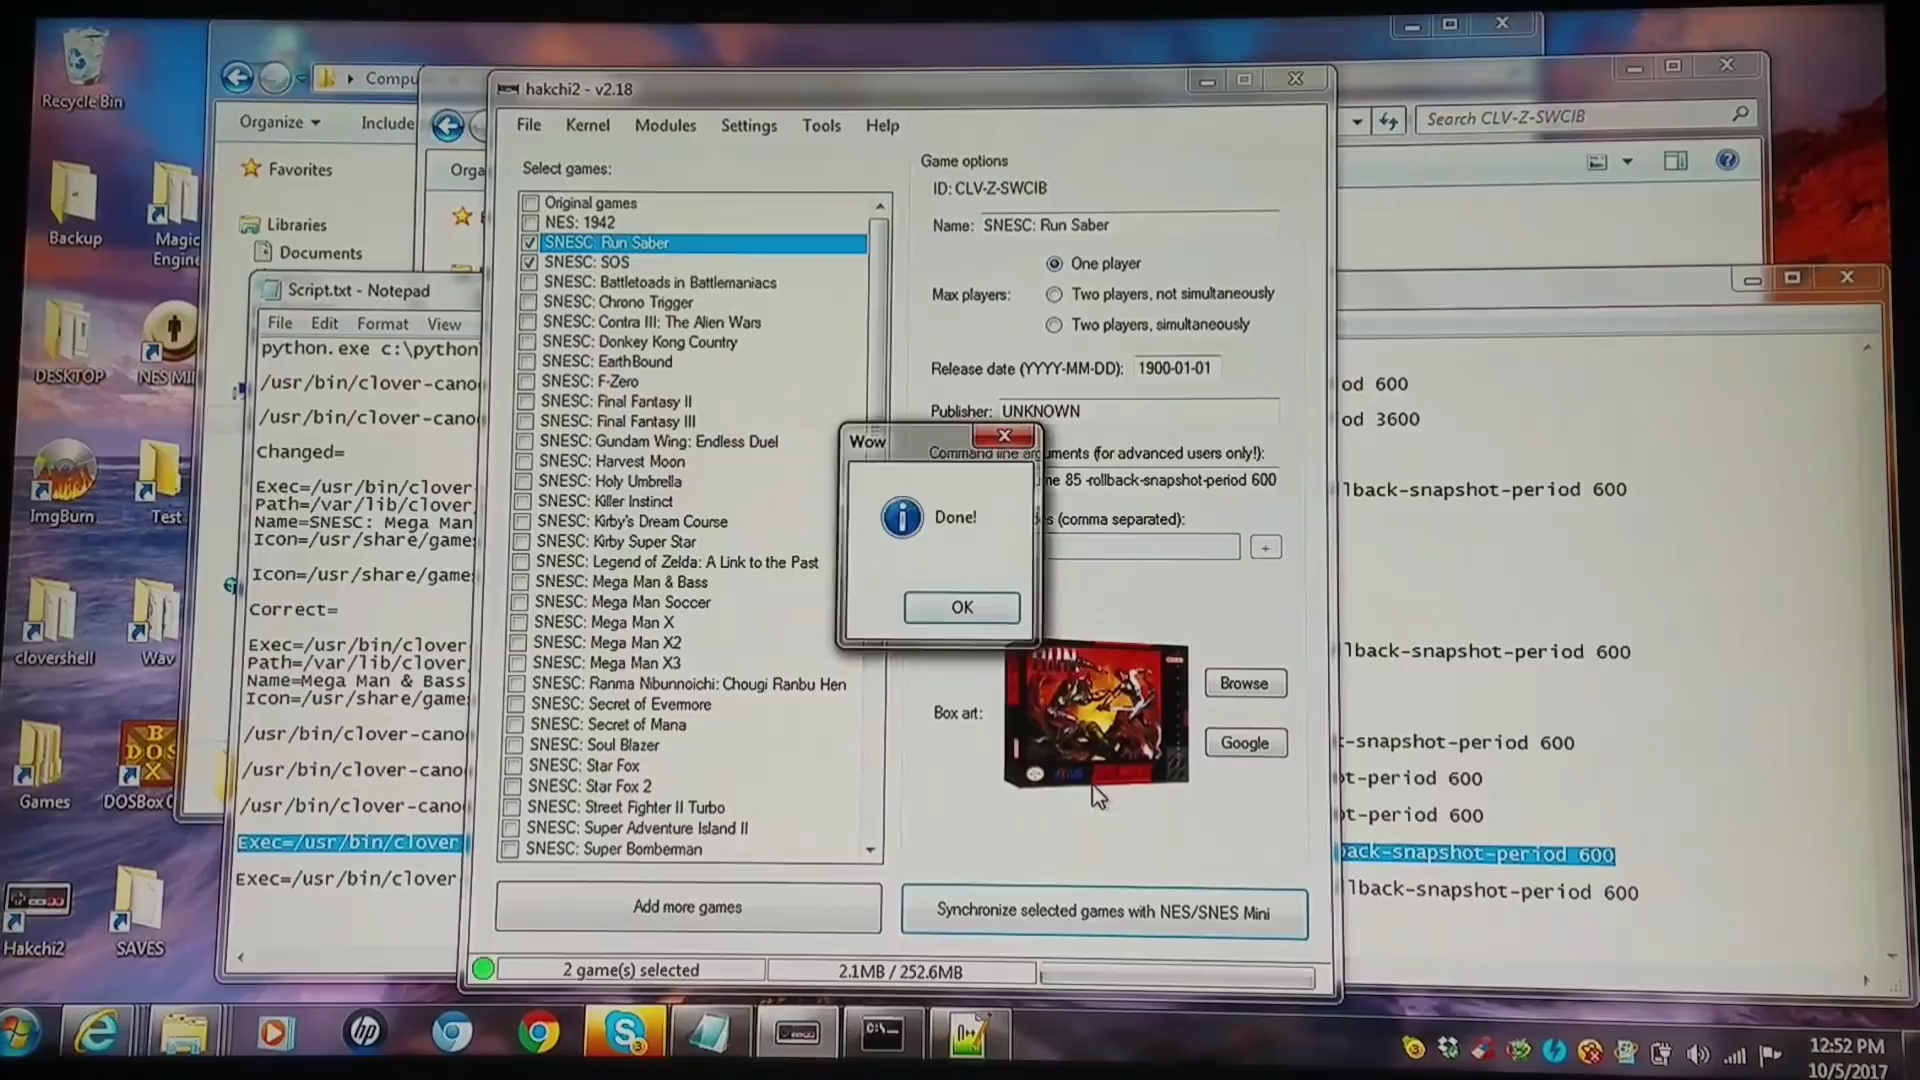 Recycle Bin
Backup
Magic
Engine
DESKTOP
NES MI
ImgBurn
Test
clovershell
Wav
Games
DOSBox
Hakchi2
SAVES
Compu
Organize
Include
Favorites
Libraries
Documents
Orga
Search CLV-Z-SWCIB
Script.txt - Notepad
File Edit Format View
python.exe c:\python
/usr/bin/clover-cano
/usr/bin/clover-cano
Changed=
Exec=/usr/bin/clover
Path=/var/lib/clover,
Name=SNESC: Mega Man
Icon=/usr/share/game
Icon=/usr/share/game
Correct=
Exec=/usr/bin/clover
Path=/var/lib/clover,
Name=Mega Man & Bass
Icon=/usr/share/game
/usr/bin/clover-cano
/usr/bin/clover-cano
/usr/bin/clover-cano
Exec=/usr/bin/clover
Exec=/usr/bin/clover
hakchi2 - v2.18
File Kernel Modules Settings Tools Help
Select games:
Original games
NES: 1942
SNESC: Run Saber
SNESC: SOS
SNESC: Battletoads in Battlemaniacs
SNESC: Chrono Trigger
SNESC: Contra III: The Alien Wars
SNESC: Donkey Kong Country
SNESC: EarthBound
SNESC: F-Zero
SNESC: Final Fantasy II
SNESC: Final Fantasy III
SNESC: Gundam Wing: Endless Duel
SNESC: Harvest Moon
SNESC: Holy Umbrella
SNESC: Killer Instinct
SNESC: Kirby's Dream Course
SNESC: Kirby Super Star
SNESC: Legend of Zelda: A Link to the Past
SNESC: Mega Man & Bass
SNESC: Mega Man Soccer
SNESC: Mega Man X
SNESC: Mega Man X2
SNESC: Mega Man X3
SNESC: Ranma Nibunnoichi: Chougi Ranbu Hen
SNESC: Secret of Evermore
SNESC: Secret of Mana
SNESC: Soul Blazer
SNESC: Star Fox
SNESC: Star Fox 2
SNESC: Street Fighter II Turbo
SNESC: Super Adventure Island II
SNESC: Super Bomberman
Add more games
Game options
ID: CLV-Z-SWCIB
Name: SNESC: Run Saber
One player
Max players:
Two players, not simultaneously
Two players, simultaneously
Release date (YYYY-MM-DD): 1900-01-01
Publisher: UNKNOWN
Command line arguments (for advanced users only!):
me 85 -rollback-snapshot-period 600
s (comma separated):
+
Wow
Done!
OK
Box art:
Browse
Google
Synchronize selected games with NES/SNES Mini
2 game(s) selected
2.1MB / 252.6MB
od 600
od 3600
lback-snapshot-period 600
lback-snapshot-period 600
-snapshot-period 600
ot-period 600
ot-period 600
back-snapshot-period 600
lback-snapshot-period 600
12:52 PM
10/5/2017